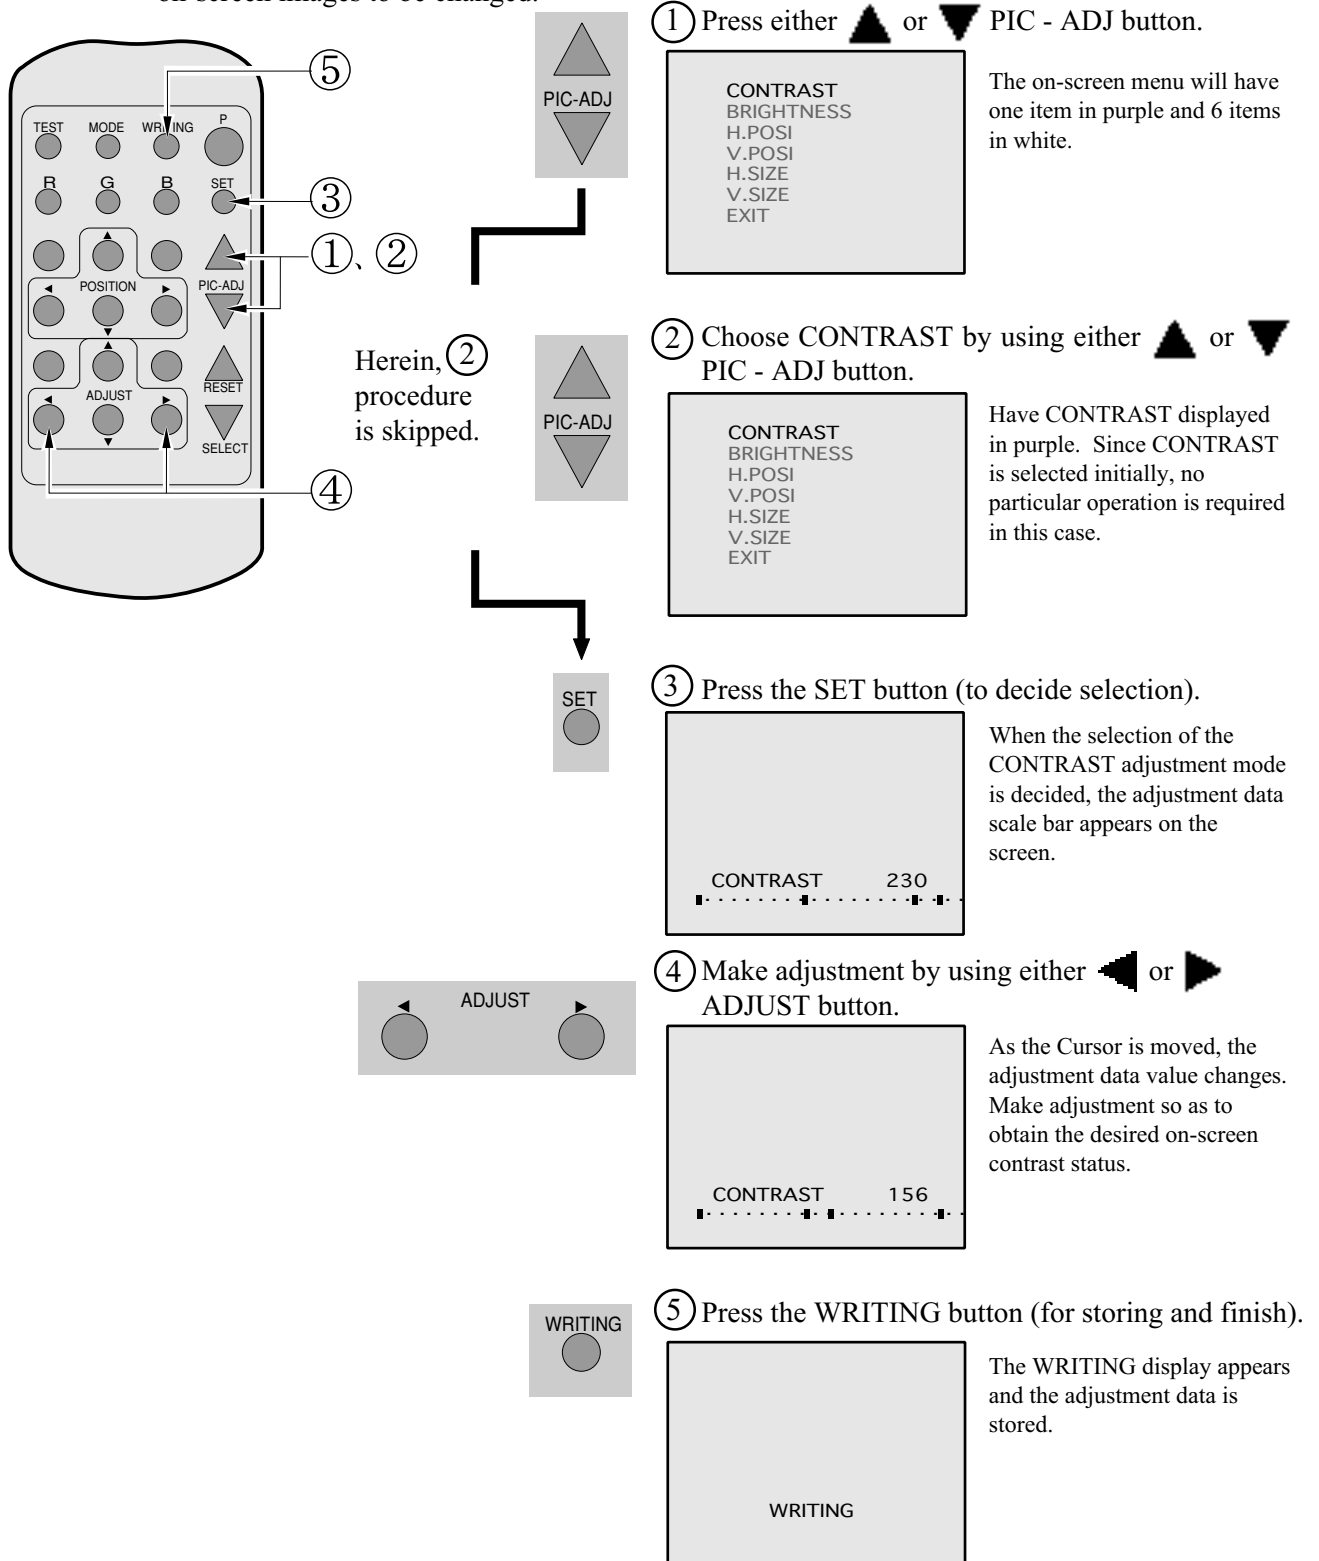 on-screen images to be changed.
① Press either ▲ or ▼ PIC - ADJ button.
PIC-ADJ
CONTRAST
BRIGHTNESS
H.POSI
V.POSI
H.SIZE
V.SIZE
EXIT
The on-screen menu will have
one item in purple and 6 items
in white.
⑤
TEST MODE WRITING P
R G B SET
③
①、②
POSITION PIC-ADJ
RESET
ADJUST
SELECT
④
Herein, ②
procedure
is skipped.
② Choose CONTRAST by using either ▲ or ▼
PIC - ADJ button.
PIC-ADJ
CONTRAST
BRIGHTNESS
H.POSI
V.POSI
H.SIZE
V.SIZE
EXIT
Have CONTRAST displayed
in purple. Since CONTRAST
is selected initially, no
particular operation is required
in this case.
③ Press the SET button (to decide selection).
SET
CONTRAST 230
When the selection of the
CONTRAST adjustment mode
is decided, the adjustment data
scale bar appears on the
screen.
④ Make adjustment by using either ◀ or ▶
ADJUST button.
◀ ADJUST ▶
CONTRAST 156
As the Cursor is moved, the
adjustment data value changes.
Make adjustment so as to
obtain the desired on-screen
contrast status.
⑤ Press the WRITING button (for storing and finish).
WRITING
WRITING
The WRITING display appears
and the adjustment data is
stored.